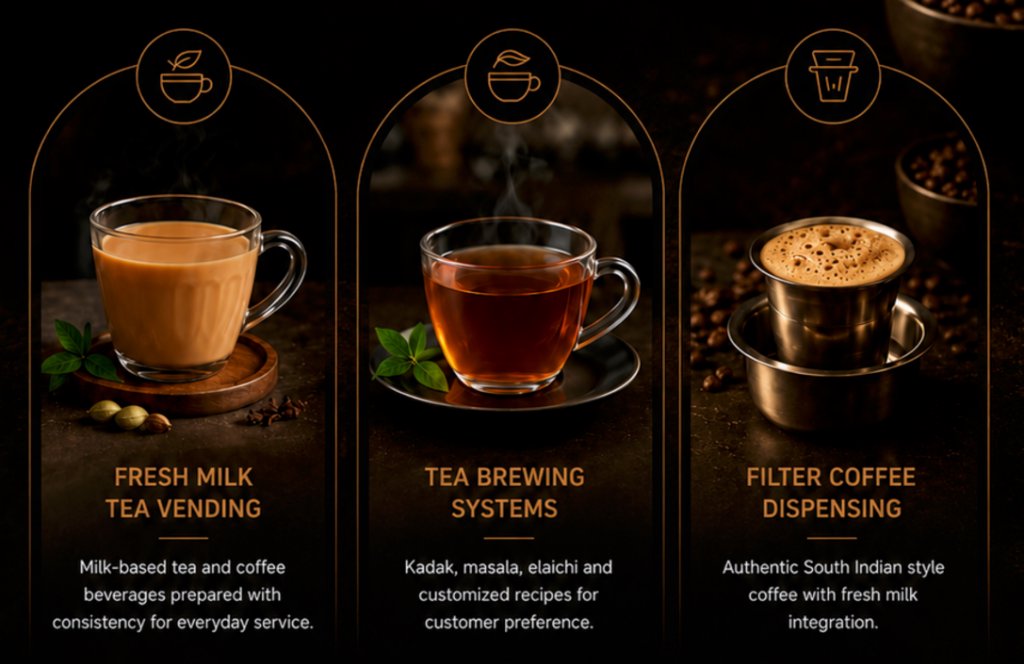 FRESH MILK
TEA VENDING
Milk-based tea and coffee
beverages prepared with
consistency for everyday service.
TEA BREWING
SYSTEMS
Kadak, masala, elaichi and
customized recipes for
customer preference.
FILTER COFFEE
DISPENSING
Authentic South Indian style
coffee with fresh milk
integration.